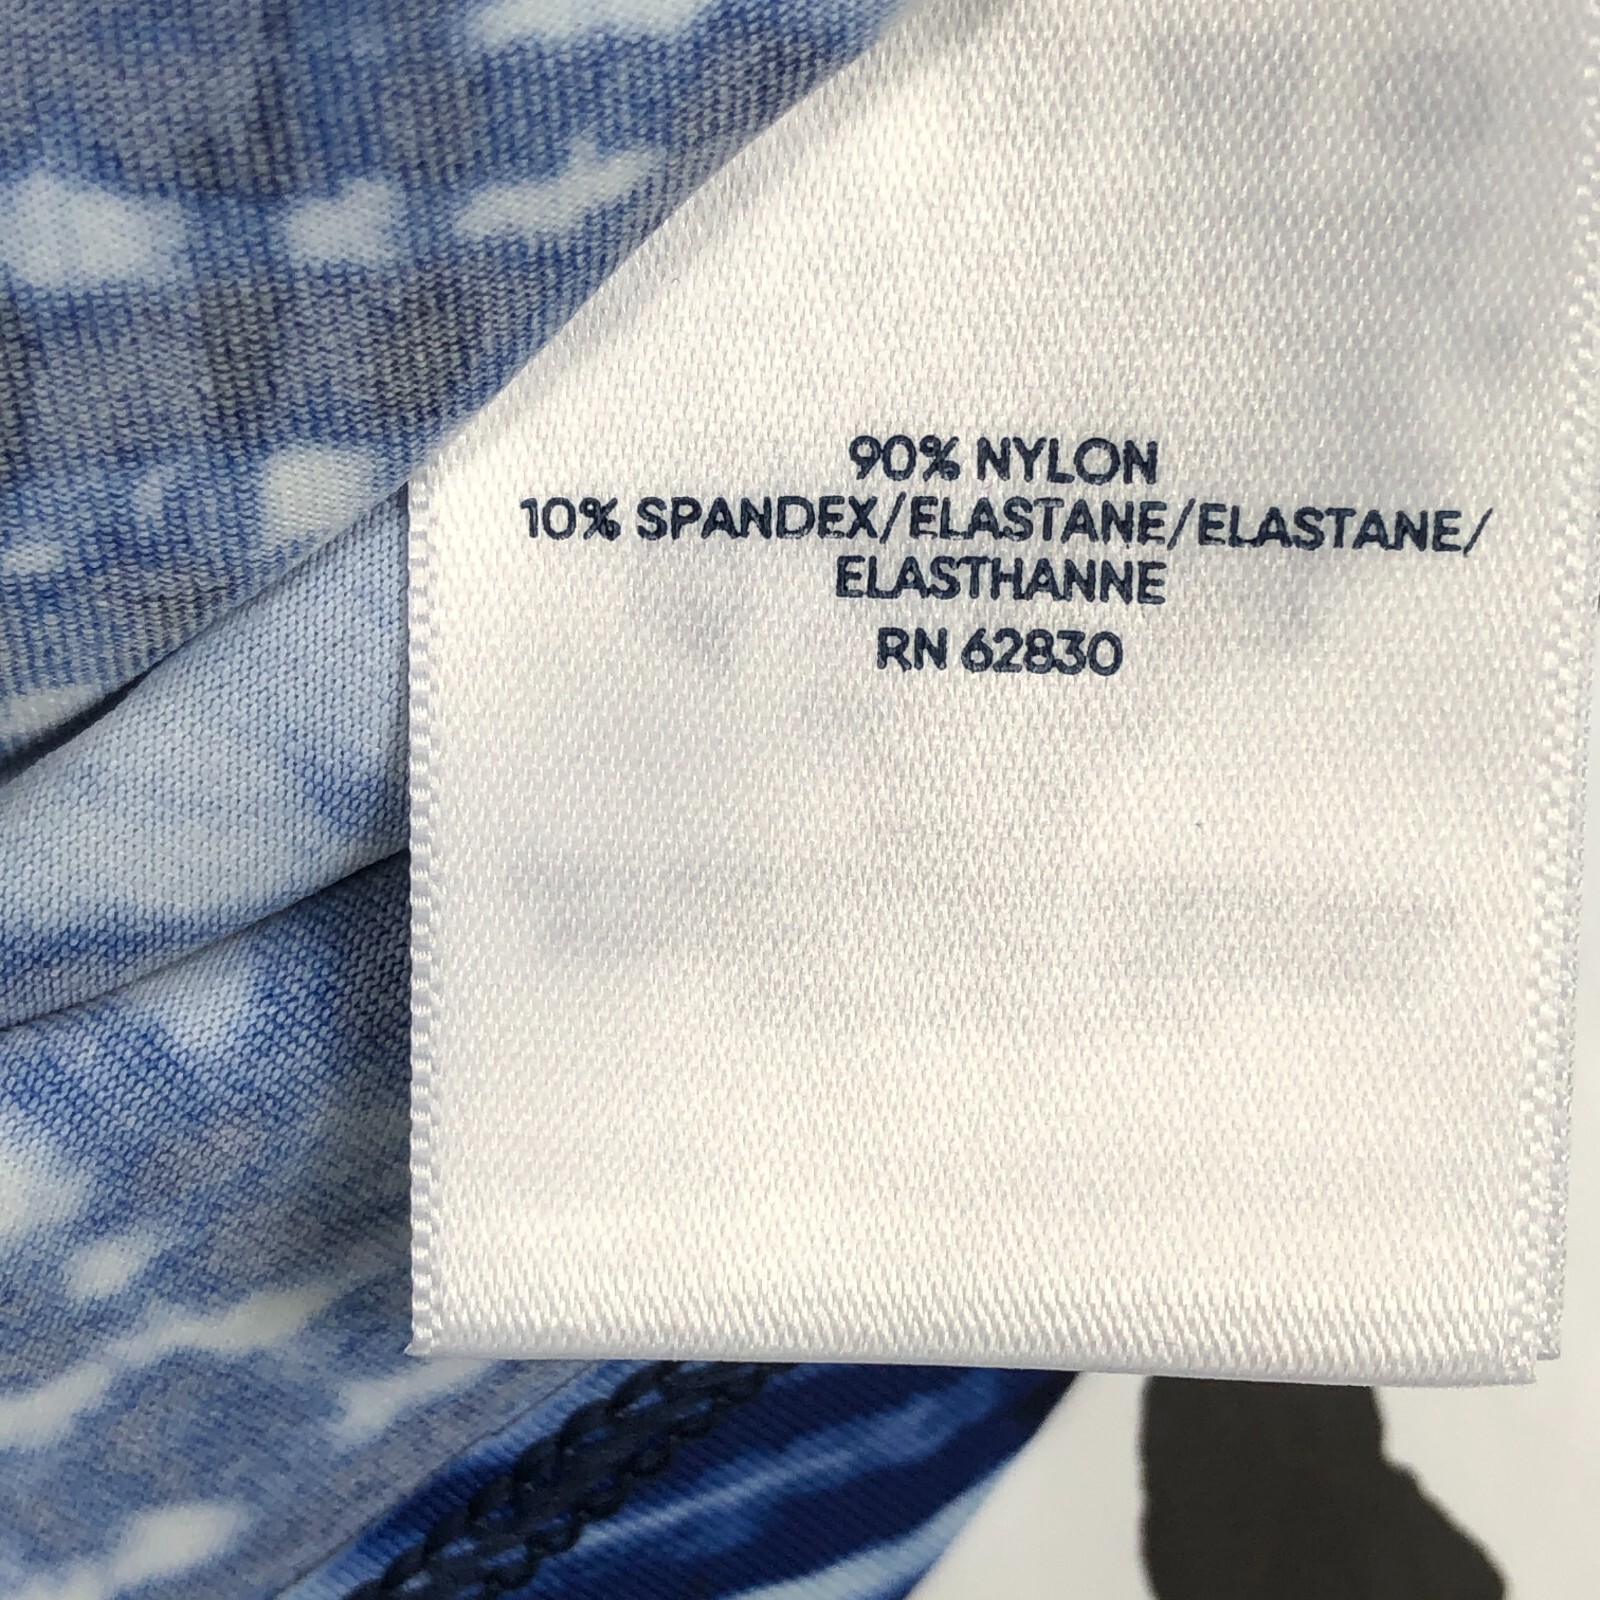 90% NYLON
10% SPANDEX/ELASTANE/ELASTANE/
ELASTHANNE
RN 62830